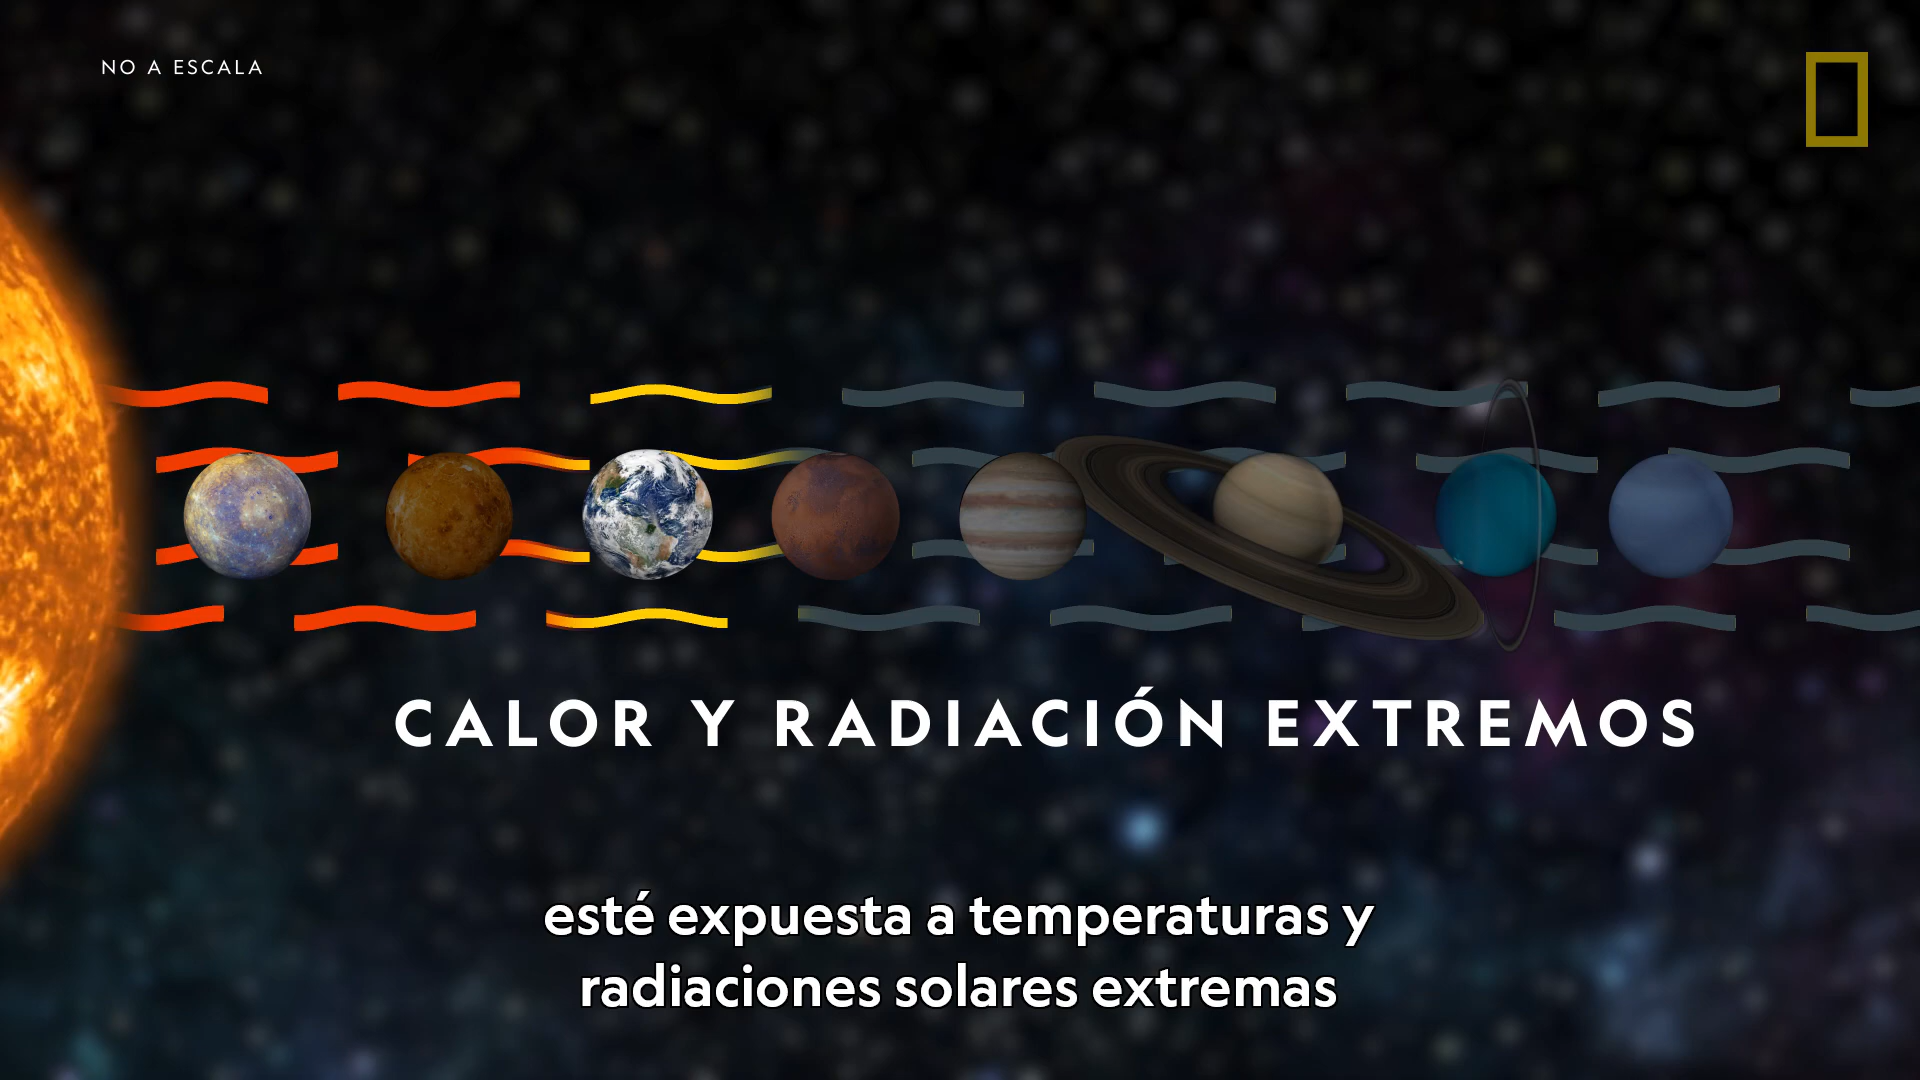 NO A ESCALA
CALOR Y RADIACIÓN EXTREMOS
esté expuesta a temperaturas y
radiaciones solares extremas